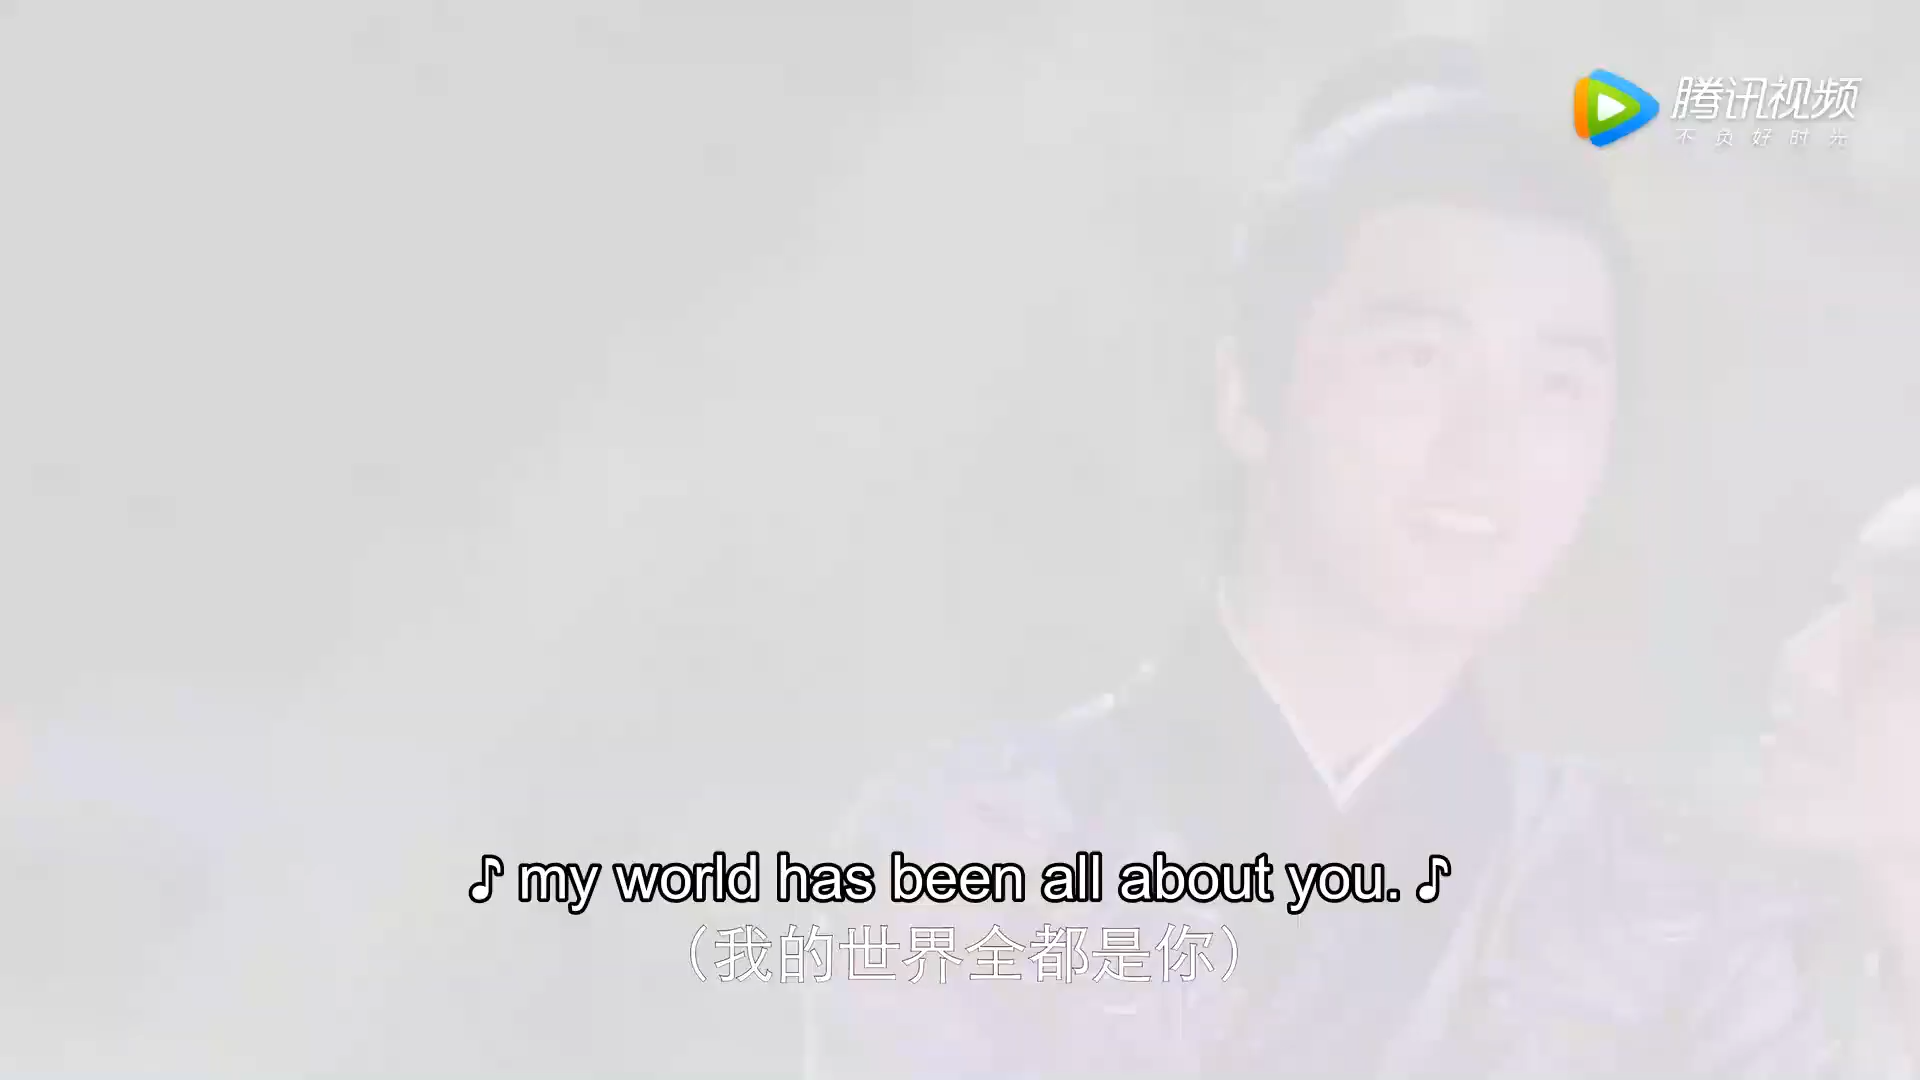 腾讯视频
不负好时光
♪ my world has been all about you. ♪
（我的世界全都是你）